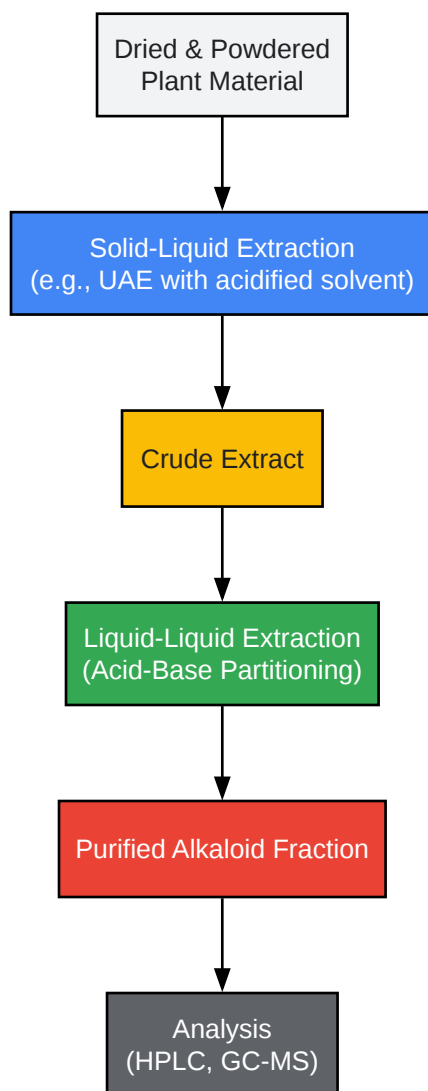 Dried & Powdered
Plant Material
Solid-Liquid Extraction
(e.g., UAE with acidified solvent)
Crude Extract
Liquid-Liquid Extraction
(Acid-Base Partitioning)
Purified Alkaloid Fraction
Analysis
(HPLC, GC-MS)